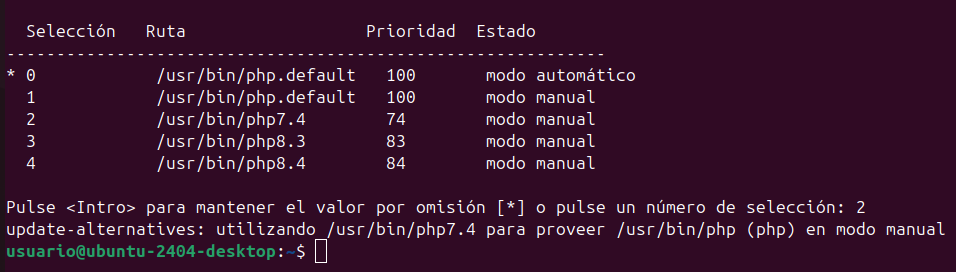 Selección   Ruta                  Prioridad  Estado
------------------------------------------------------------
* 0            /usr/bin/php.default   100       modo automático
  1            /usr/bin/php.default   100       modo manual
  2            /usr/bin/php7.4        74        modo manual
  3            /usr/bin/php8.3        83        modo manual
  4            /usr/bin/php8.4        84        modo manual
Pulse <Intro> para mantener el valor por omisión [*] o pulse un número de selección: 2
update-alternatives: utilizando /usr/bin/php7.4 para proveer /usr/bin/php (php) en modo manual
usuario@ubuntu-2404-desktop:~$